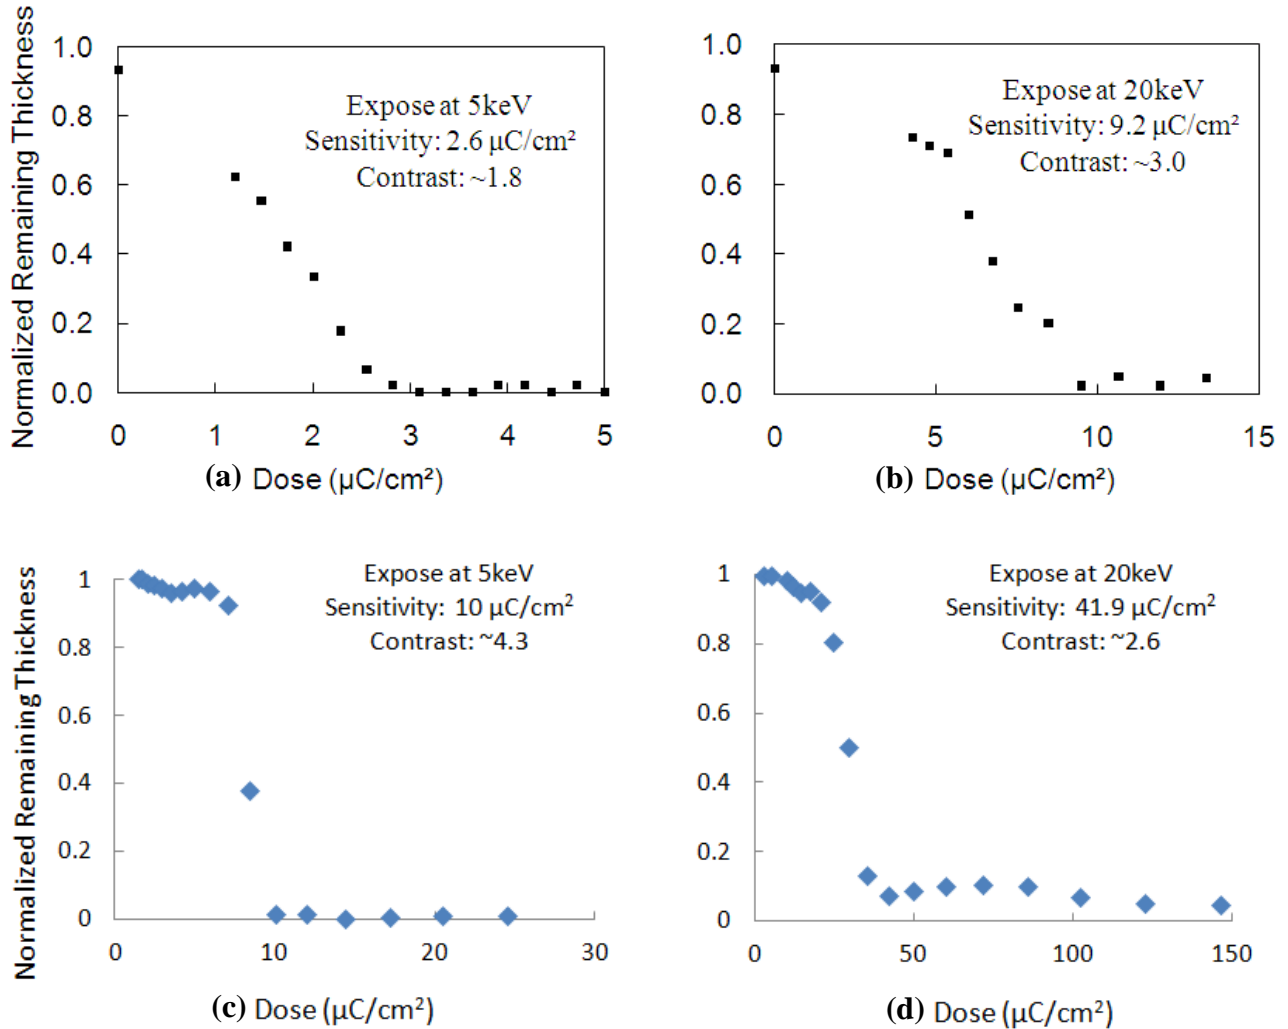 Normalized Remaining Thickness
1.0
0.8
0.6
0.4
0.2
0.0
Expose at 5keV
Sensitivity: 2.6 µC/cm²
Contrast: ~1.8
0 1 2 3 4 5
(a) Dose (µC/cm²)
1.0
0.8
0.6
0.4
0.2
0.0
Expose at 20keV
Sensitivity: 9.2 µC/cm²
Contrast: ~3.0
0 5 10 15
(b) Dose (µC/cm²)
Normalized Remaining Thickness
1
0.8
0.6
0.4
0.2
0
Expose at 5keV
Sensitivity: 10 µC/cm²
Contrast: ~4.3
0 10 20 30
(c) Dose (µC/cm²)
1
0.8
0.6
0.4
0.2
0
Expose at 20keV
Sensitivity: 41.9 µC/cm²
Contrast: ~2.6
0 50 100 150
(d) Dose (µC/cm²)